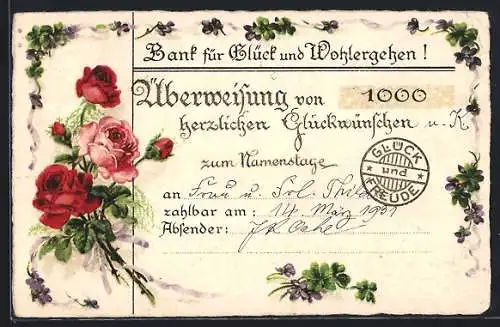 Bank für Glück und Wohlergehen!
Überweisung von 1000
herzlichen Glückwünschen u. K
zum Namenstage
an Frau u. Frl.
zahlbar am: 14. März
Absender:
GLÜCK
und
FREUDE